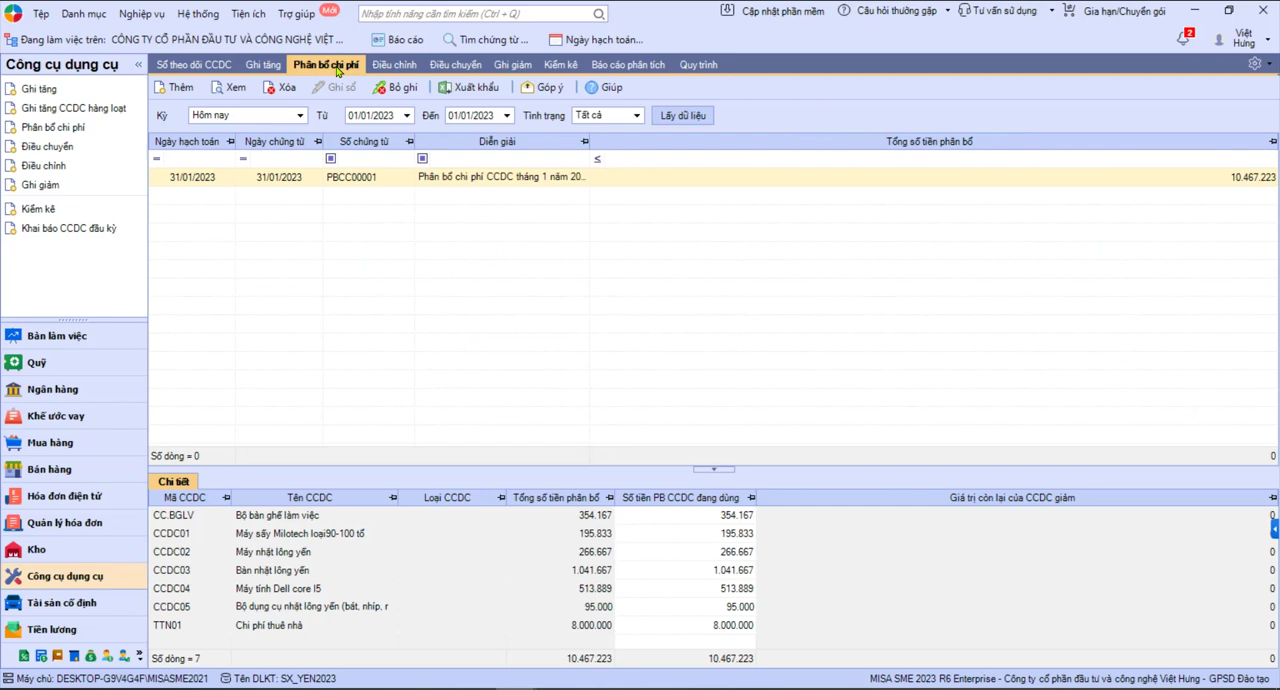 Tệp Danh mục Nghiệp vụ Hệ thống Tiện ích Trợ giúp Mới Nhập tính năng cần tìm kiếm (Ctrl + Q) Cập nhật phần mềm Câu hỏi thường gặp Tư vấn sử dụng Gia hạn/Chuyển gói
Đang làm việc trên: CÔNG TY CỔ PHẦN ĐẦU TƯ VÀ CÔNG NGHỆ VIỆT ... Báo cáo Tìm chứng từ ... Ngày hạch toán... 2 Việt Hưng
Công cụ dụng cụ «
Sổ theo dõi CCDC Ghi tăng Phân bổ chi phí Điều chỉnh Điều chuyển Ghi giảm Kiểm kê Báo cáo phân tích Quy trình
Ghi tăng
Ghi tăng CCDC hàng loạt
Phân bổ chi phí
Điều chuyển
Điều chỉnh
Ghi giảm
Kiểm kê
Khai báo CCDC đầu kỳ
Bàn làm việc
Quỹ
Ngân hàng
Khế ước vay
Mua hàng
Bán hàng
Hóa đơn điện tử
Quản lý hóa đơn
Kho
Công cụ dụng cụ
Tài sản cố định
Tiền lương
Thêm Xem Xóa Ghi sổ Bỏ ghi Xuất khẩu Góp ý Giúp
Kỳ Hôm nay Từ 01/01/2023 Đến 01/01/2023 Tình trạng Tất cả Lấy dữ liệu
Ngày hạch toán Ngày chứng từ Số chứng từ Diễn giải Tổng số tiền phân bổ
= = ≤
31/01/2023 31/01/2023 PBCC00001 Phân bổ chi phí CCDC tháng 1 năm 20... 10.467.223
Số dòng = 0 0
Chi tiết
Mã CCDC Tên CCDC Loại CCDC Tổng số tiền phân bổ Số tiền PB CCDC đang dùng Giá trị còn lại của CCDC giảm
CC.BGLV Bộ bàn ghế làm việc 354.167 354.167 0
CCDC01 Máy sấy Milotech loại90-100 tổ 195.833 195.833 0
CCDC02 Máy nhặt lông yến 266.667 266.667 0
CCDC03 Bàn nhặt lông yến 1.041.667 1.041.667 0
CCDC04 Máy tính Dell core I5 513.889 513.889 0
CCDC05 Bộ dụng cụ nhặt lông yến (bát, nhíp, r 95.000 95.000 0
TTN01 Chi phí thuê nhà 8.000.000 8.000.000 0
Số dòng = 7 10.467.223 10.467.223 0
Máy chủ: DESKTOP-G9V4G4F\MISASME2021 Tên DLKT: SX_YEN2023 MISA SME 2023 R6 Enterprise - Công ty cổ phần đầu tư và công nghệ Việt Hưng - GPSD Đào tạo